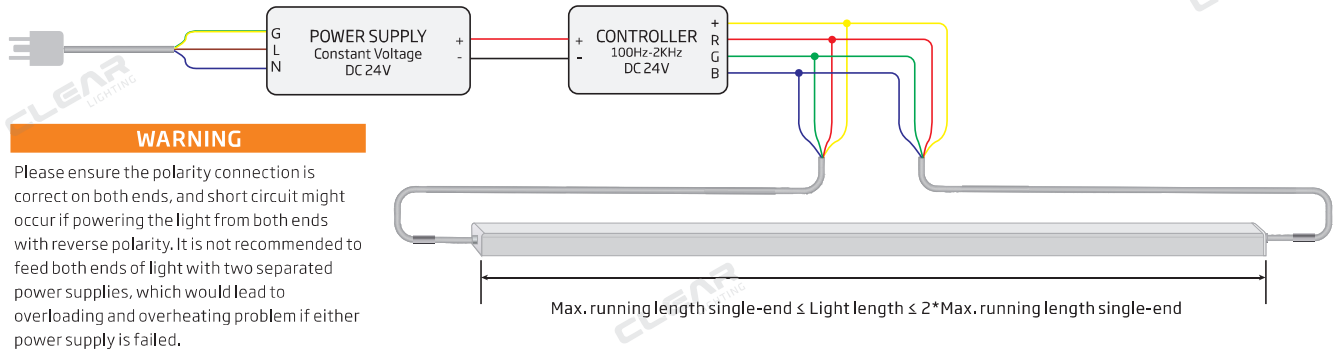 G
L
N
POWER SUPPLY
Constant Voltage
DC 24V
+
-
+
-
CONTROLLER
100Hz-2KHz
DC 24V
+
R
G
B
CLEAR
LIGHTING
WARNING
Please ensure the polarity connection is
correct on both ends, and short circuit might
occur if powering the light from both ends
with reverse polarity. It is not recommended to
feed both ends of light with two separated
power supplies, which would lead to
overloading and overheating problem if either
power supply is failed.
Max. running length single-end ≤ Light length ≤ 2*Max. running length single-end
CLEAR
LIGHTING